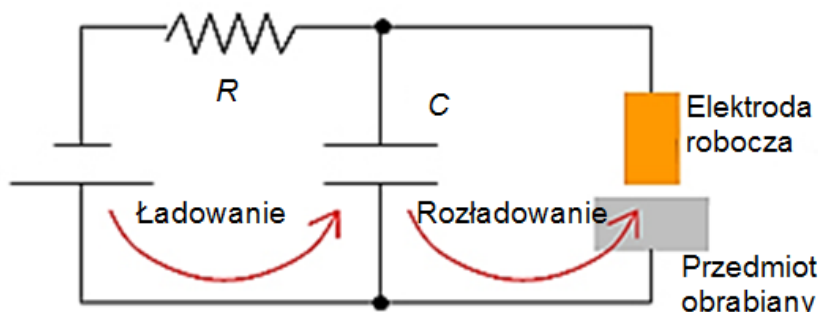 R
C
Elektroda
robocza
Ładowanie
Rozładowanie
Przedmiot
obrabiany